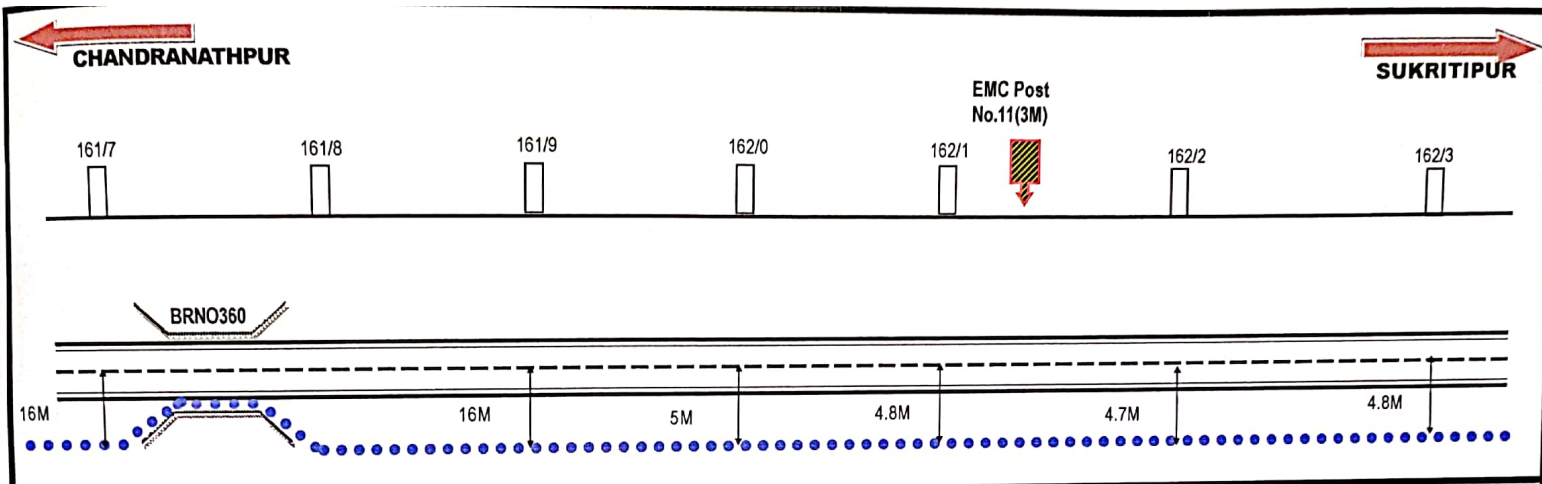 CHANDRANATHPUR
SUKRITIPUR
EMC Post
No.11(3M)
161/7
161/8
161/9
162/0
162/1
162/2
162/3
BRNO360
16M
16M
5M
4.8M
4.7M
4.8M